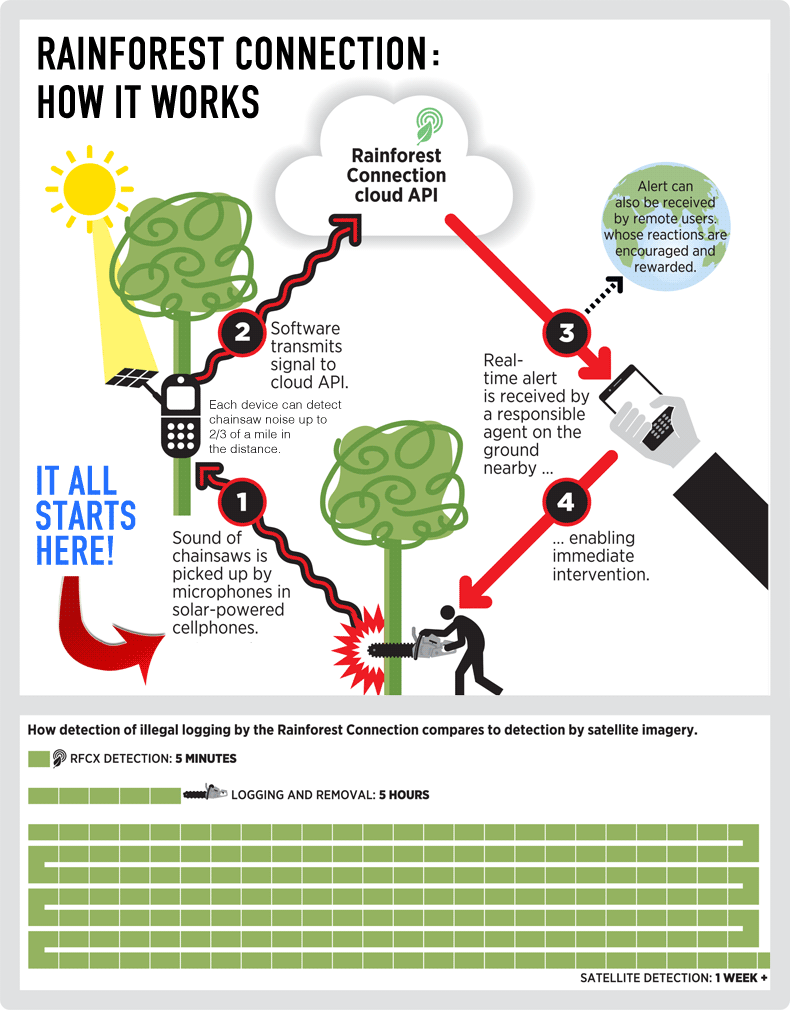 RAINFOREST CONNECTION:
HOW IT WORKS
Rainforest
Connection
cloud API
Alert can
also be received
by remote users.
whose reactions are
encouraged and
rewarded.
2
Software
transmits
signal to
cloud API.
Each device can detect
chainsaw noise up to
2/3 of a mile in
the distance.
3
Real-
time alert
is received by
a responsible
agent on the
ground
nearby ...
IT ALL
STARTS
HERE!
1
Sound of
chainsaws is
picked up by
microphones in
solar-powered
cellphones.
4
... enabling
immediate
intervention.
How detection of illegal logging by the Rainforest Connection compares to detection by satellite imagery.
RFCX DETECTION: 5 MINUTES
LOGGING AND REMOVAL: 5 HOURS
SATELLITE DETECTION: 1 WEEK +